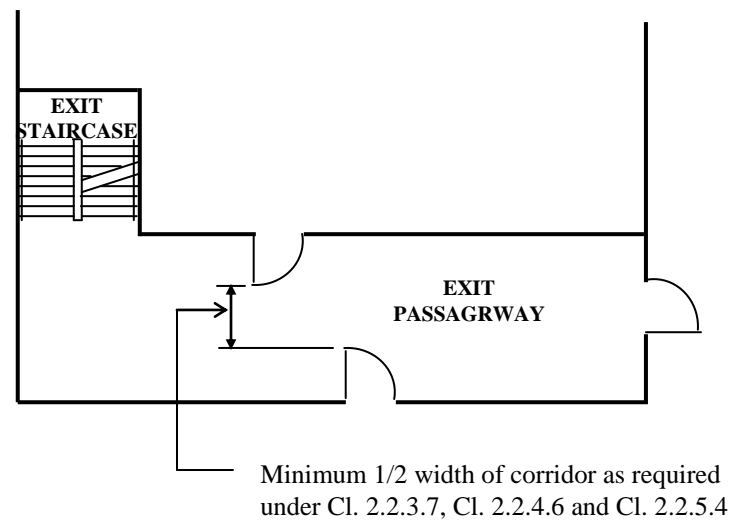 EXIT
STAIRCASE
EXIT
PASSAGRWAY
Minimum 1/2 width of corridor as required
under Cl. 2.2.3.7, Cl. 2.2.4.6 and Cl. 2.2.5.4